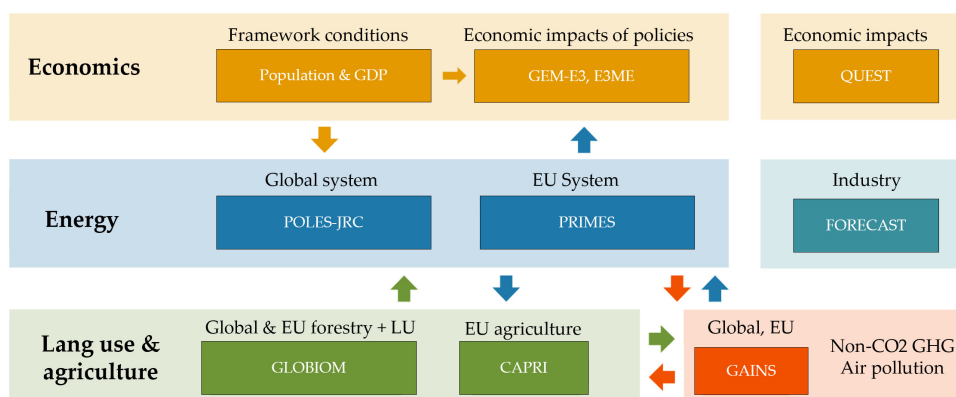 Economics
Framework conditions
Population & GDP
Economic impacts of policies
GEM-E3, E3ME
Economic impacts
QUEST
Energy
Global system
POLES-JRC
EU System
PRIMES
Industry
FORECAST
Lang use &
agriculture
Global & EU forestry + LU
GLOBIOM
EU agriculture
CAPRI
Global, EU
GAINS
Non-CO2 GHG
Air pollution